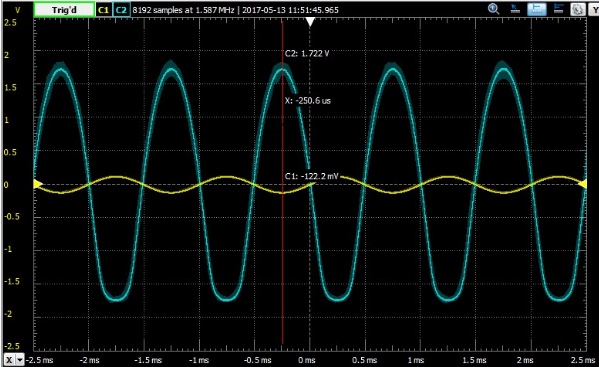 V Trig'd C1 C2 8192 samples at 1.587 MHz | 2017-05-13 11:51:45.965 Y
2.5
2
C2: 1.722 V
1.5
X: -250.6 us
1
0.5
C1: -122.2 mV
0
-0.5
-1
-1.5
-2
-2.5
X -2.5 ms -2 ms -1.5 ms -1 ms -0.5 ms 0 ms 0.5 ms 1 ms 1.5 ms 2 ms 2.5 ms